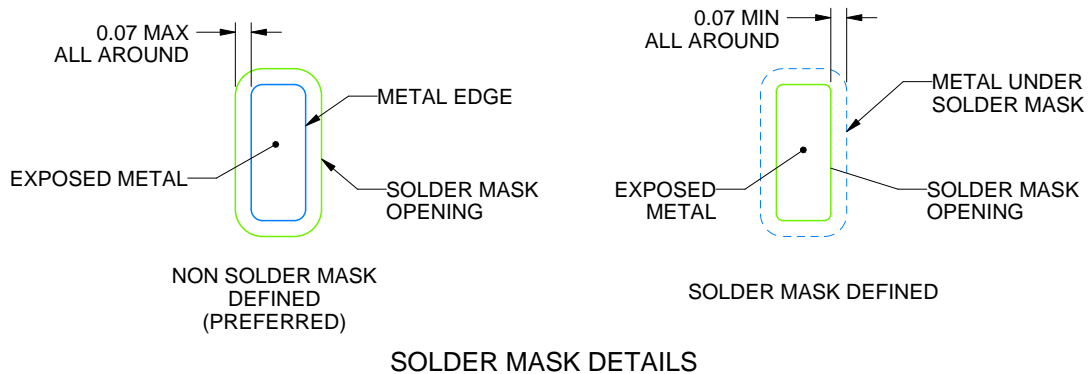 0.07 MAX
ALL AROUND
METAL EDGE
EXPOSED METAL
SOLDER MASK
OPENING
NON SOLDER MASK
DEFINED
(PREFERRED)
0.07 MIN
ALL AROUND
METAL UNDER
SOLDER MASK
EXPOSED
METAL
SOLDER MASK
OPENING
SOLDER MASK DEFINED
SOLDER MASK DETAILS